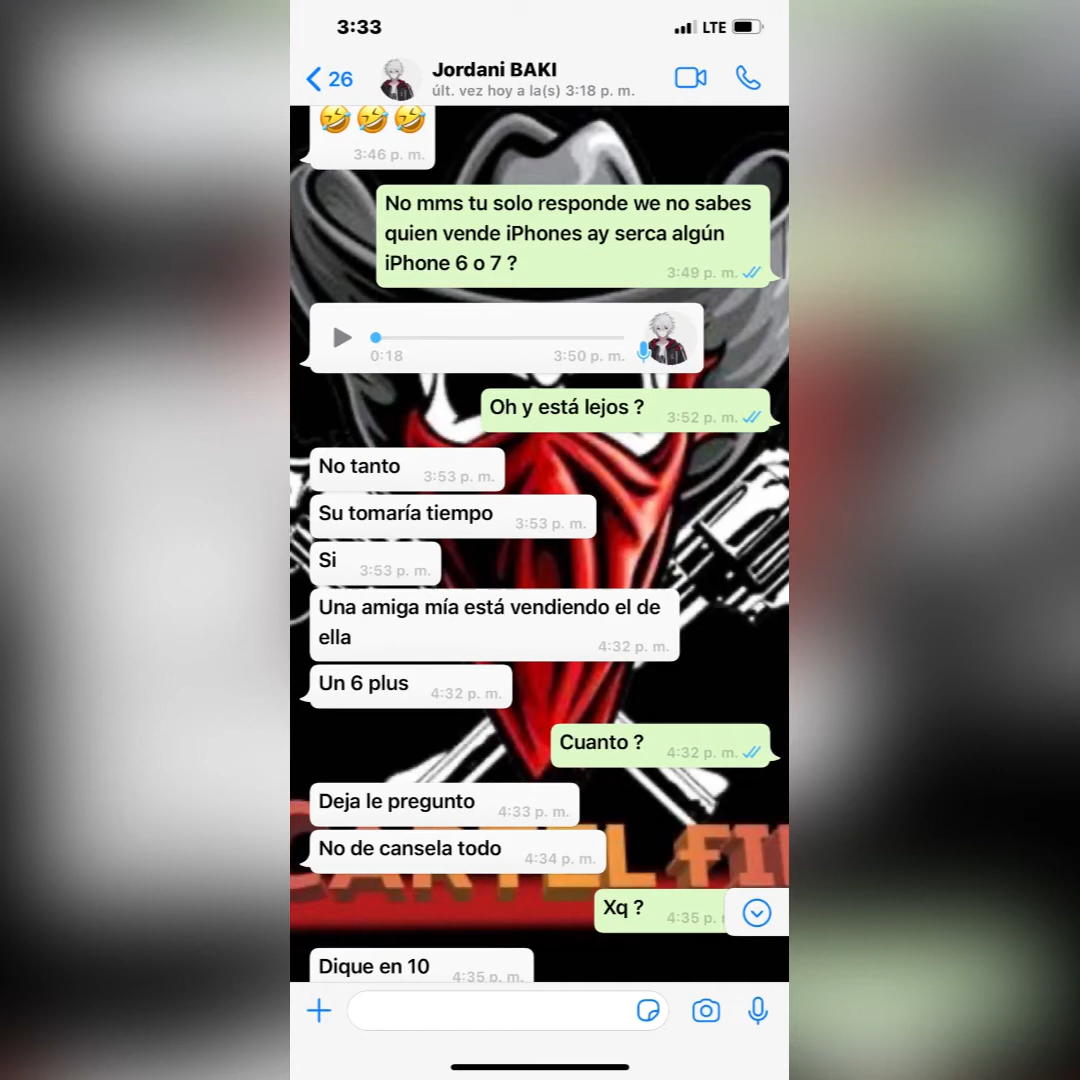 3:33
LTE
26
Jordani BAKI
últ. vez hoy a la(s) 3:18 p. m.
🤣🤣🤣
3:46 p. m.
No mms tu solo responde we no sabes
quien vende iPhones ay serca algún
iPhone 6 o 7 ?
3:49 p. m.
0:18
3:50 p. m.
Oh y está lejos ?
3:52 p. m.
No tanto
3:53 p. m.
Su tomaría tiempo
3:53 p. m.
Si
3:53 p. m.
Una amiga mía está vendiendo el de
ella
4:32 p. m.
Un 6 plus
4:32 p. m.
Cuanto ?
4:32 p. m.
Deja le pregunto
4:33 p. m.
No de cansela todo
4:34 p. m.
CARTEL
Xq ?
4:35 p.
Dique en 10
4:35 p. m.